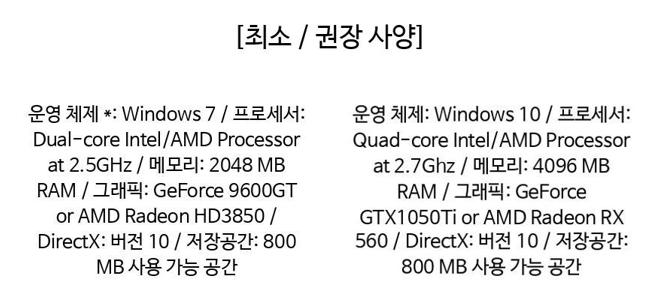 [최소 / 권장 사양]
운영 체제 *: Windows 7 / 프로세서:
Dual-core Intel/AMD Processor
at 2.5GHz / 메모리: 2048 MB
RAM / 그래픽: GeForce 9600GT
or AMD Radeon HD3850 /
DirectX: 버전 10 / 저장공간: 800
MB 사용 가능 공간
운영 체제: Windows 10 / 프로세서:
Quad-core Intel/AMD Processor
at 2.7Ghz / 메모리: 4096 MB
RAM / 그래픽: GeForce
GTX1050Ti or AMD Radeon RX
560 / DirectX: 버전 10 / 저장공간:
800 MB 사용 가능 공간